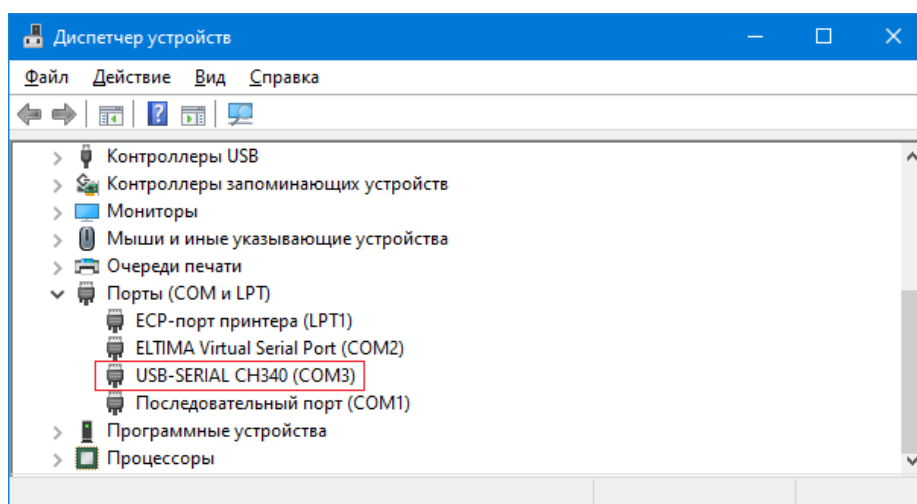 Диспетчер устройств
Файл Действие Вид Справка
Контроллеры USB
Контроллеры запоминающих устройств
Мониторы
Мыши и иные указывающие устройства
Очереди печати
Порты (COM и LPT)
ECP-порт принтера (LPT1)
ELTIMA Virtual Serial Port (COM2)
USB-SERIAL CH340 (COM3)
Последовательный порт (COM1)
Программные устройства
Процессоры